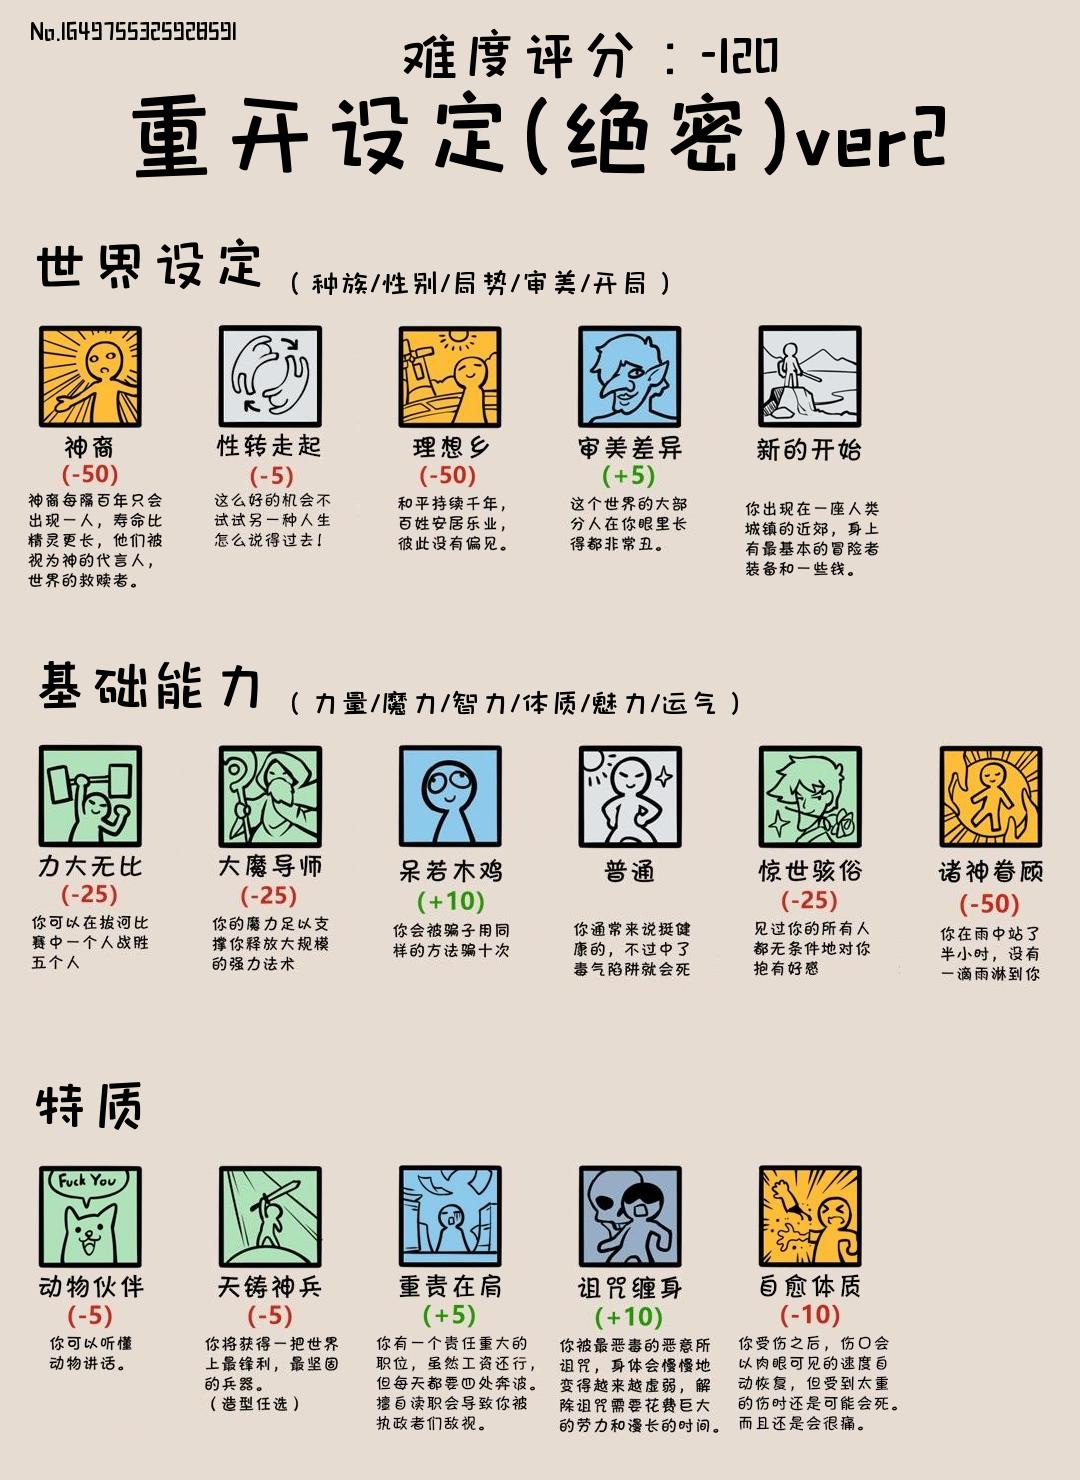 No.1649755325928591
难度评分：-120
重开设定(绝密)ver2
世界设定（种族/性别/局势/审美/开局）
神裔
(-50)
神裔每隔百年只会
出现一人，寿命比
精灵更长，他们被
视为神的代言人，
世界的救赎者。
性转走起
(-5)
这么好的机会不
试试另一种人生
怎么说得过去！
理想乡
(-50)
和平持续千年，
百姓安居乐业，
彼此没有偏见。
审美差异
(+5)
这个世界的大部
分人在你眼里长
得都非常丑。
新的开始
你出现在一座人类
城镇的近郊，身上
有最基本的冒险者
装备和一些钱。
基础能力（力量/魔力/智力/体质/魅力/运气）
力大无比
(-25)
你可以在拔河比
赛中一个人战胜
五个人
大魔导师
(-25)
你的魔力足以支
撑你释放大规模
的强力法术
呆若木鸡
(+10)
你会被骗子用同
样的方法骗十次
普通
你通常来说挺健
康的，不过中了
毒气陷阱就会死
惊世骇俗
(-25)
见过你的所有人
都无条件地对你
抱有好感
诸神眷顾
(-50)
你在雨中站了
半小时，没有
一滴雨淋到你
特质
Fuck You
动物伙伴
(-5)
你可以听懂
动物讲话。
天铸神兵
(-5)
你将获得一把世界
上最锋利，最坚固
的兵器。
（造型任选）
重责在肩
(+5)
你有一个责任重大的
职位，虽然工资还行，
但每天都要四处奔波。
擅自渎职会导致你被
执政者们敌视。
诅咒缠身
(+10)
你被最恶毒的恶意所
诅咒，身体会慢慢地
变得越来越虚弱，解
除诅咒需要花费巨大
的劳力和漫长的时间。
自愈体质
(-10)
你受伤之后，伤口会
以肉眼可见的速度自
动恢复，但受到太重
的伤时还是可能会死。
而且还是会很痛。